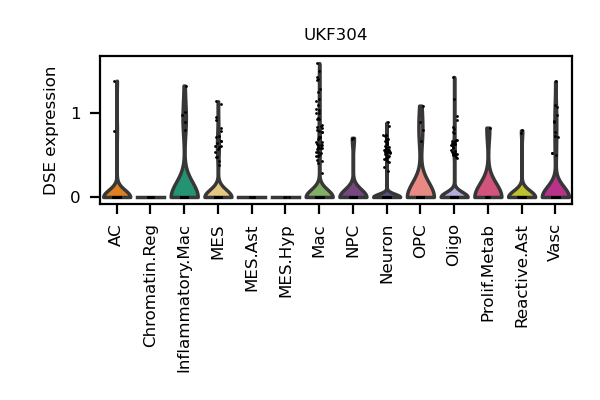 UKF304
DSE expression
1
0
AC
Chromatin.Reg
Inflammatory.Mac
MES
MES.Ast
MES.Hyp
Mac
NPC
Neuron
OPC
Oligo
Prolif.Metab
Reactive.Ast
Vasc